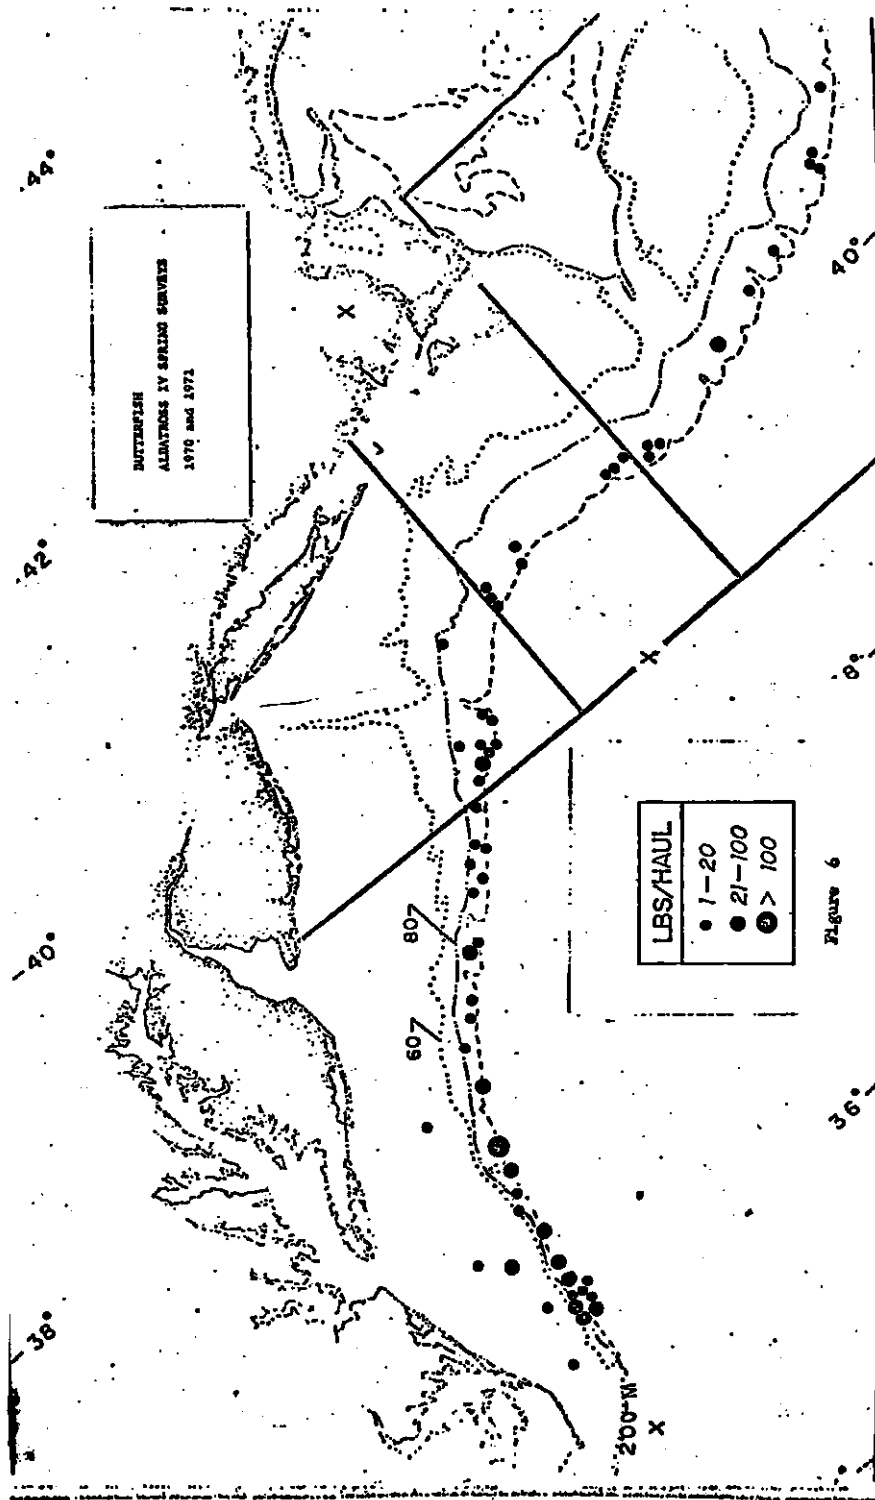 BUTTERFISH
ALBATROSS IV SPRING SURVEYS
1970 and 1971
44°
42°
40°
38°
40°
36°
60
80
200-M
X
X
X
LBS/HAUL
1-20
21-100
> 100
Figure 6